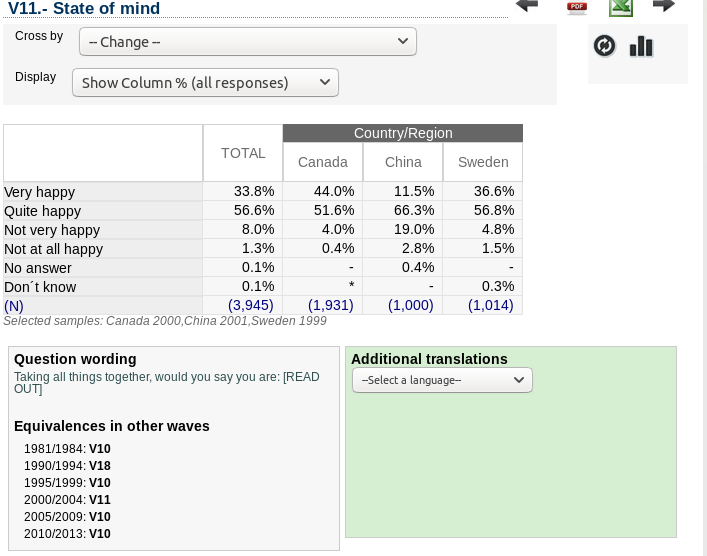 V11.- State of mind
PDF
Cross by
-- Change --
Display
Show Column % (all responses)
TOTAL Country/Region
Canada China Sweden
Very happy 33.8% 44.0% 11.5% 36.6%
Quite happy 56.6% 51.6% 66.3% 56.8%
Not very happy 8.0% 4.0% 19.0% 4.8%
Not at all happy 1.3% 0.4% 2.8% 1.5%
No answer 0.1% - 0.4% -
Don´t know 0.1% * - 0.3%
(N) (3,945) (1,931) (1,000) (1,014)
Selected samples: Canada 2000,China 2001,Sweden 1999
Question wording
Taking all things together, would you say you are: [READ
OUT]
Equivalences in other waves
1981/1984: V10
1990/1994: V18
1995/1999: V10
2000/2004: V11
2005/2009: V10
2010/2013: V10
Additional translations
--Select a language--